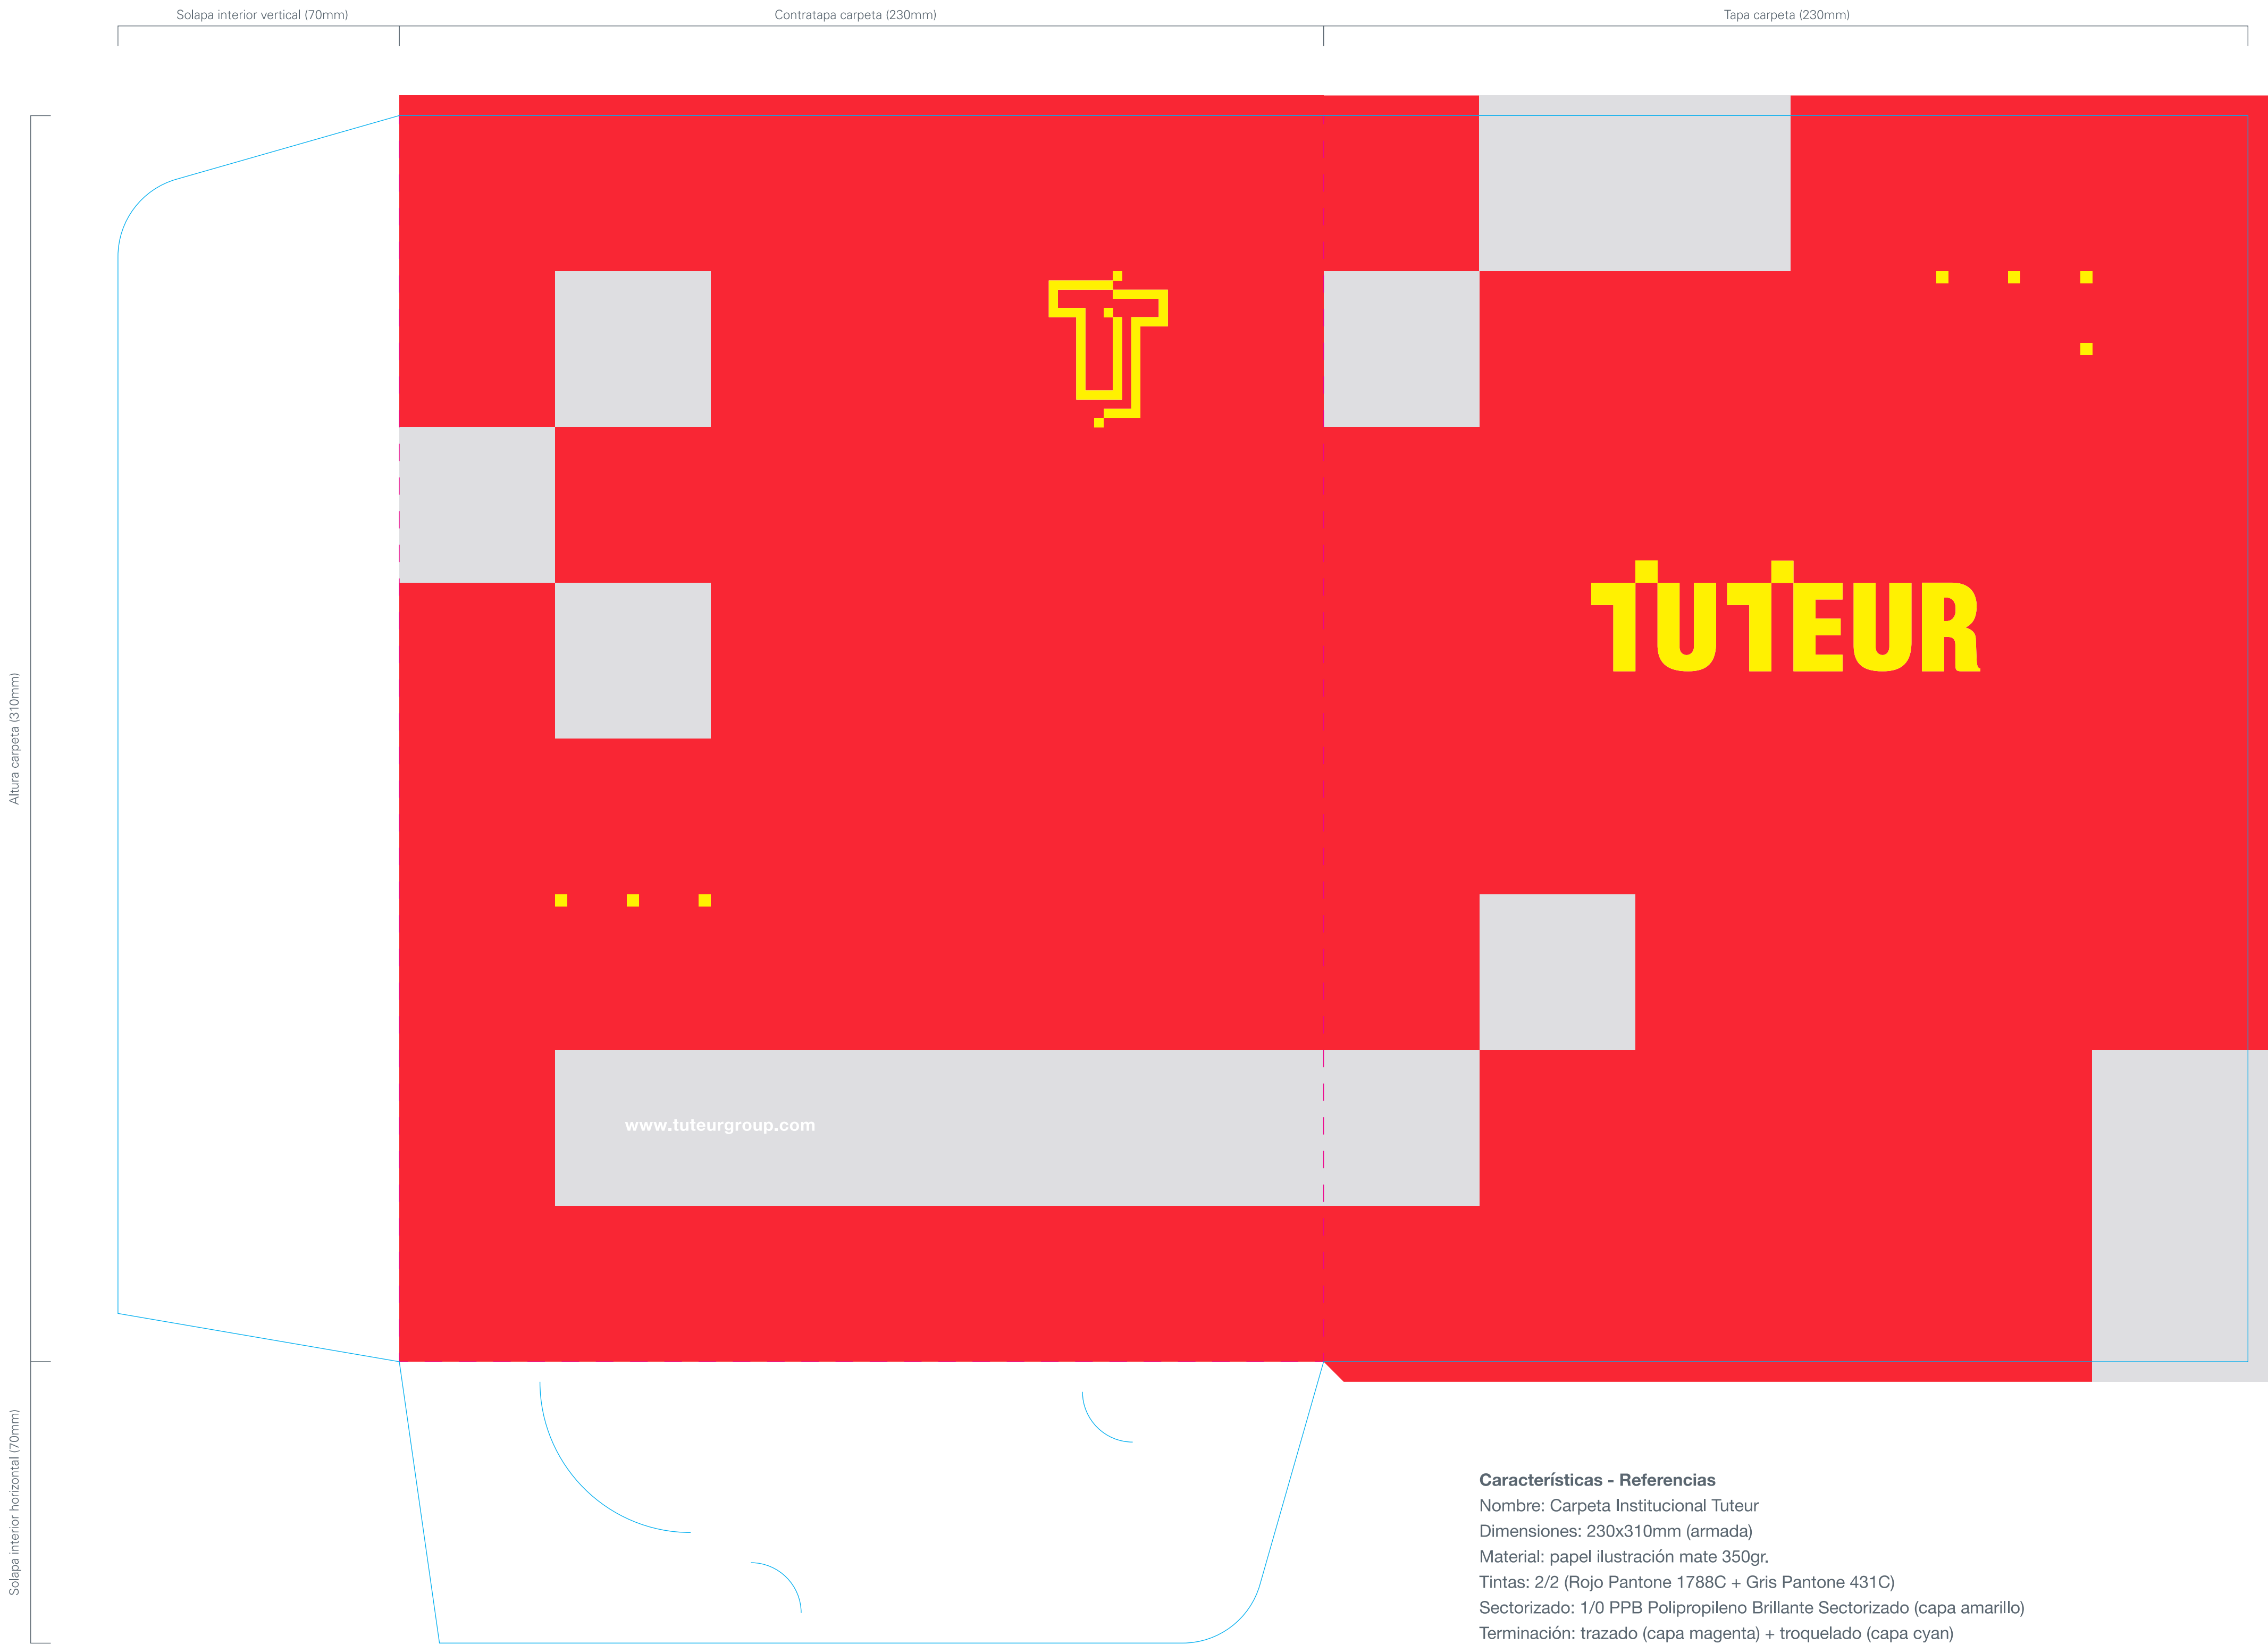 Solapa interior vertical (70mm)
Contratapa carpeta (230mm)
Tapa carpeta (230mm)
Altura carpeta (310mm)
Solapa interior horizontal (70mm)
TUTEUR
www.tuteurgroup.com
Características - Referencias
Nombre: Carpeta Institucional Tuteur
Dimensiones: 230x310mm (armada)
Material: papel ilustración mate 350gr.
Tintas: 2/2 (Rojo Pantone 1788C + Gris Pantone 431C)
Sectorizado: 1/0 PPB Polipropileno Brillante Sectorizado (capa amarillo)
Terminación: trazado (capa magenta) + troquelado (capa cyan)